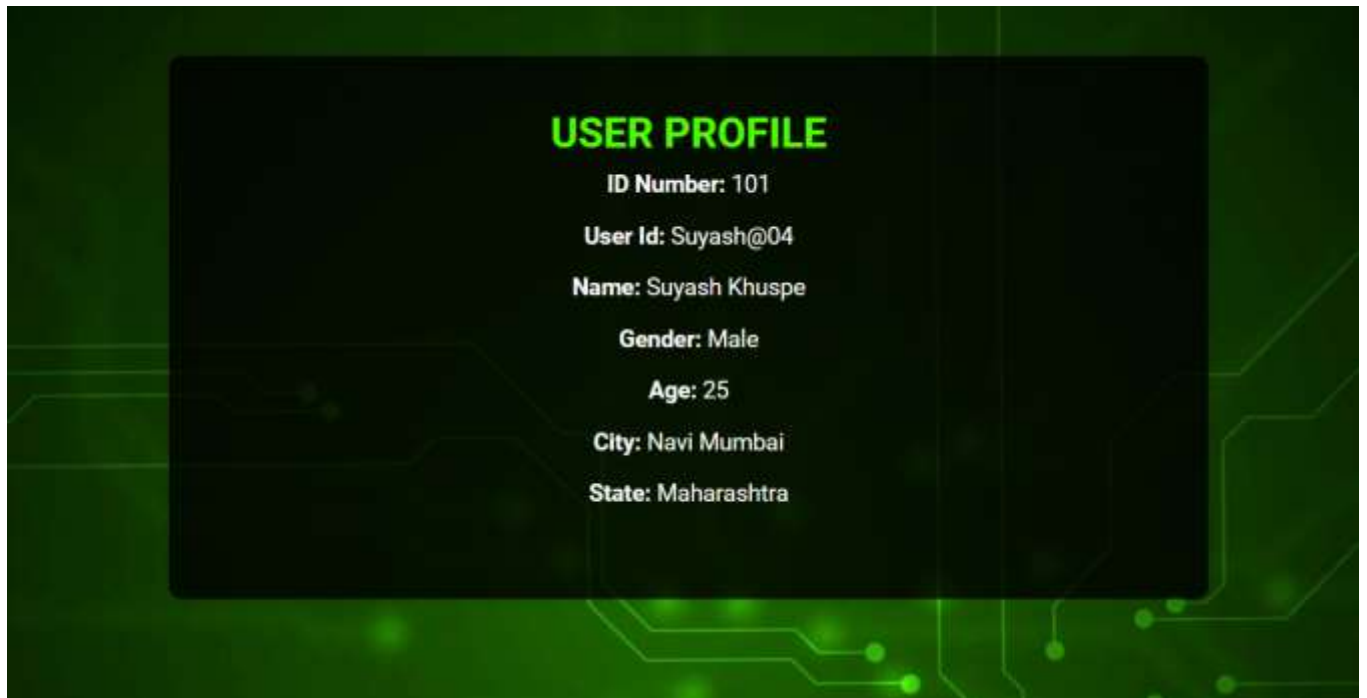 USER PROFILE
ID Number: 101
User Id: Suyash@04
Name: Suyash Khuspe
Gender: Male
Age: 25
City: Navi Mumbai
State: Maharashtra